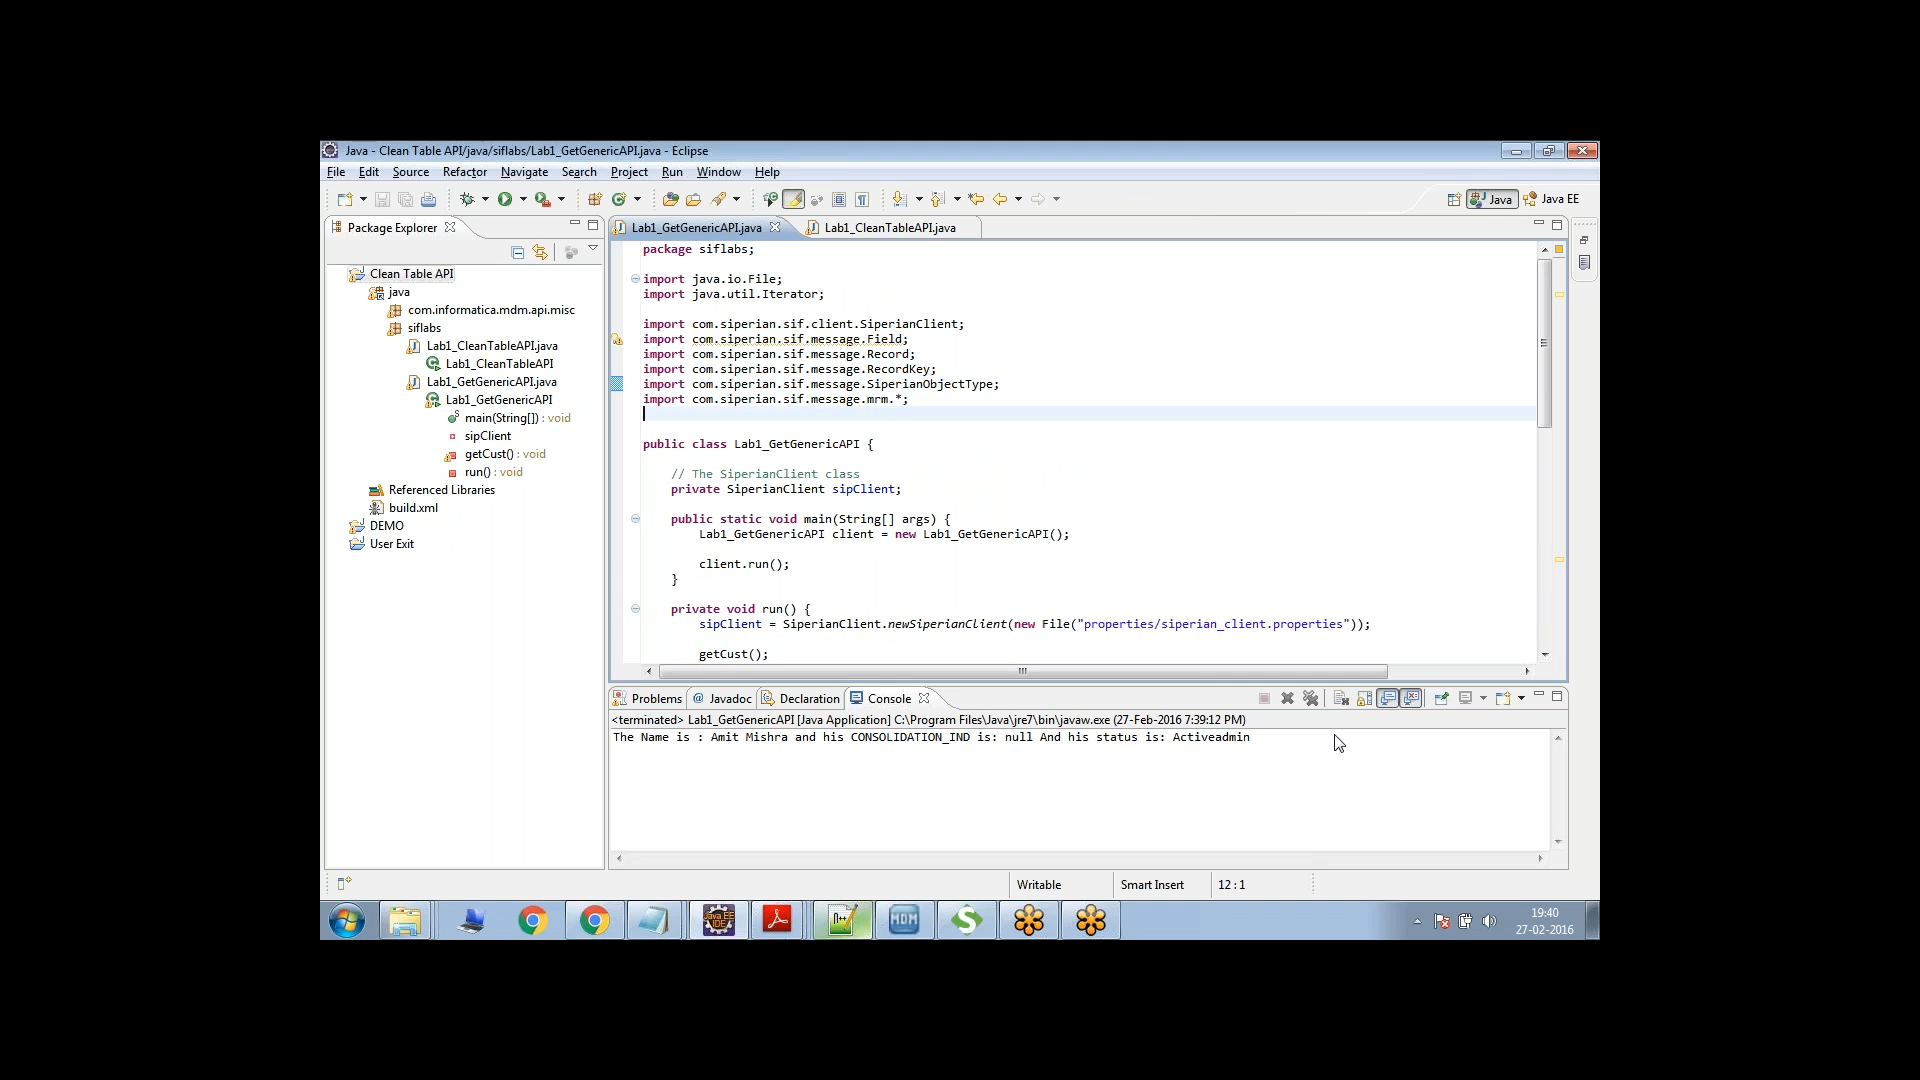 Java - Clean Table API/java/siflabs/Lab1_GetGenericAPI.java - Eclipse
File Edit Source Refactor Navigate Search Project Run Window Help
Java Java EE
Package Explorer
Clean Table API
java
com.informatica.mdm.api.misc
siflabs
Lab1_CleanTableAPI.java
Lab1_CleanTableAPI
Lab1_GetGenericAPI.java
Lab1_GetGenericAPI
main(String[]) : void
sipClient
getCust() : void
run() : void
Referenced Libraries
build.xml
DEMO
User Exit
Lab1_GetGenericAPI.java Lab1_CleanTableAPI.java
package siflabs;
import java.io.File;
import java.util.Iterator;
import com.siperian.sif.client.SiperianClient;
import com.siperian.sif.message.Field;
import com.siperian.sif.message.Record;
import com.siperian.sif.message.RecordKey;
import com.siperian.sif.message.SiperianObjectType;
import com.siperian.sif.message.mrm.*;
public class Lab1_GetGenericAPI {
// The SiperianClient class
private SiperianClient sipClient;
public static void main(String[] args) {
Lab1_GetGenericAPI client = new Lab1_GetGenericAPI();
client.run();
}
private void run() {
sipClient = SiperianClient.newSiperianClient(new File("properties/siperian_client.properties"));
getCust();
Problems @ Javadoc Declaration Console
<terminated> Lab1_GetGenericAPI [Java Application] C:\Program Files\Java\jre7\bin\javaw.exe (27-Feb-2016 7:39:12 PM)
The Name is : Amit Mishra and his CONSOLIDATION_IND is: null And his status is: Activeadmin
Writable Smart Insert 12 : 1
Java EE
IDE
MDM
19:40
27-02-2016